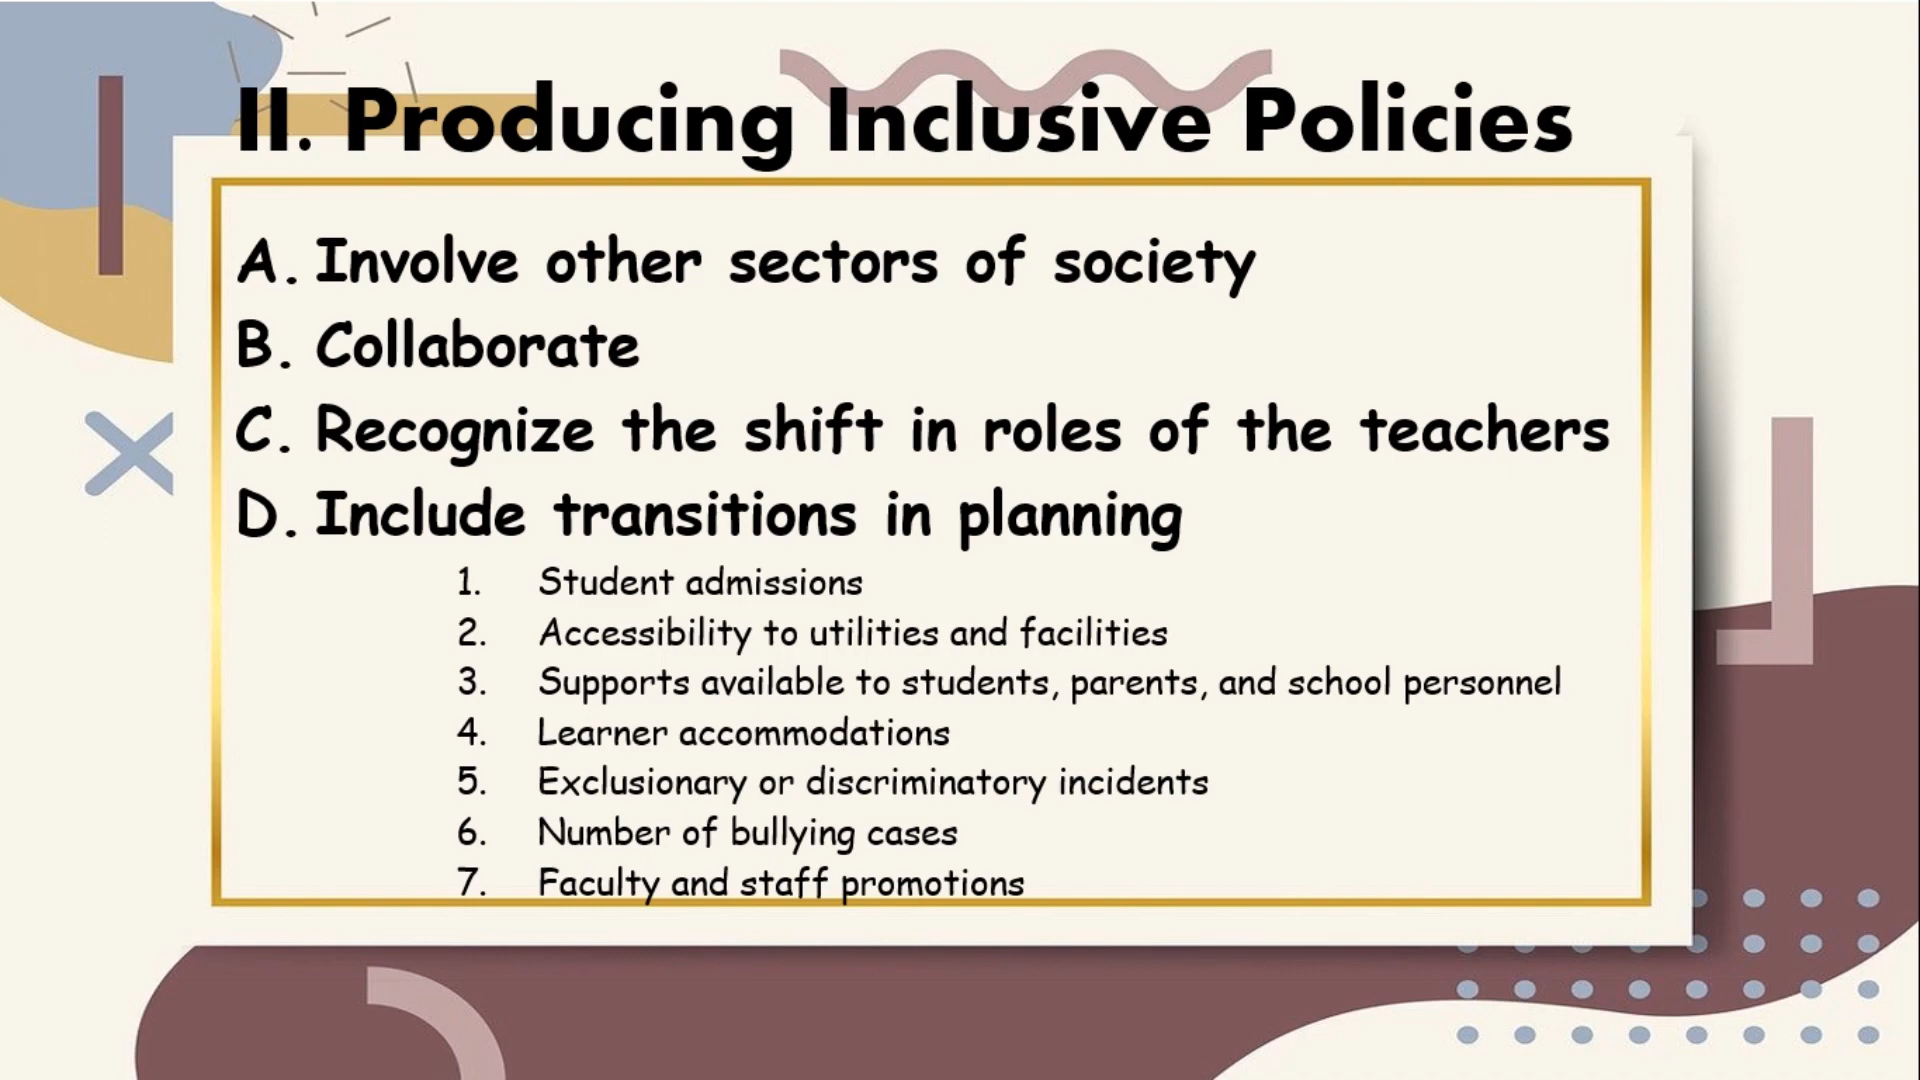 II. Producing Inclusive Policies
A. Involve other sectors of society
B. Collaborate
C. Recognize the shift in roles of the teachers
D. Include transitions in planning
1. Student admissions
2. Accessibility to utilities and facilities
3. Supports available to students, parents, and school personnel
4. Learner accommodations
5. Exclusionary or discriminatory incidents
6. Number of bullying cases
7. Faculty and staff promotions